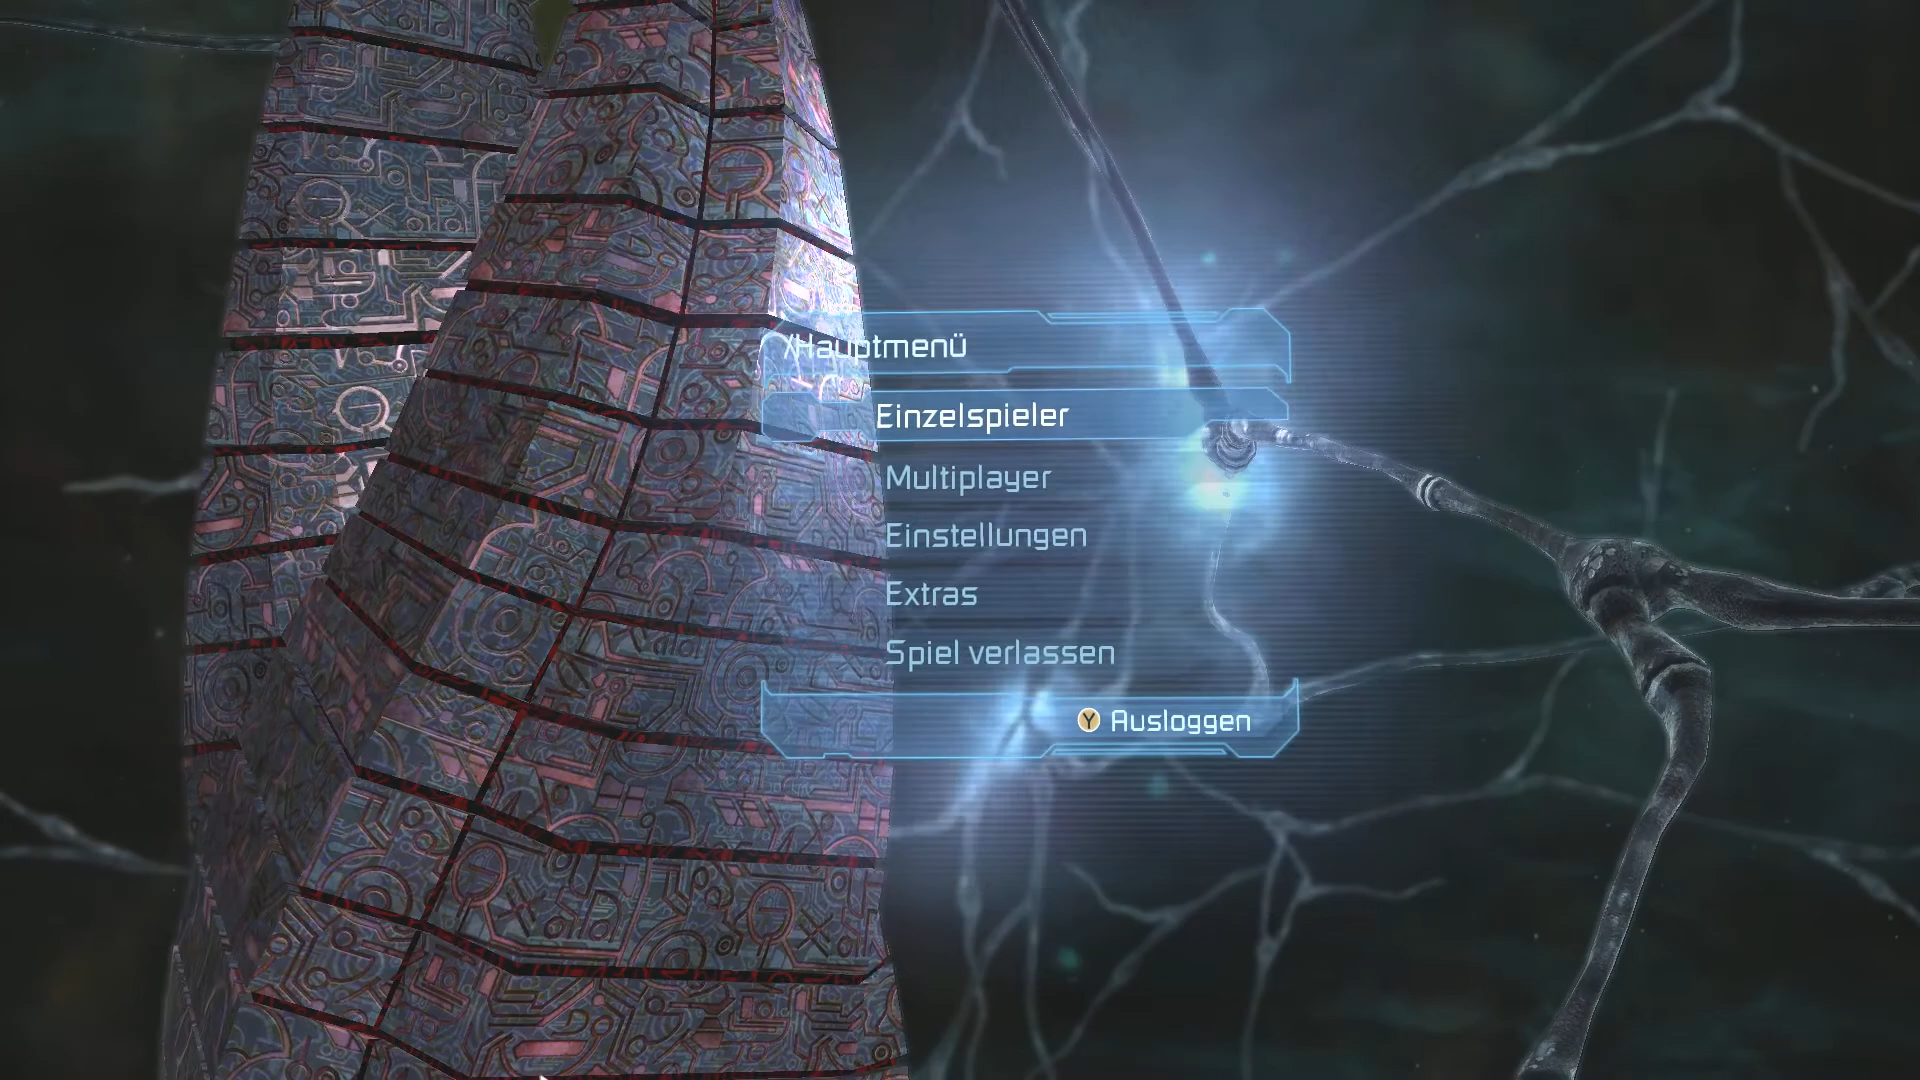 /Hauptmenü
Einzelspieler
Multiplayer
Einstellungen
Extras
Spiel verlassen
Y Ausloggen